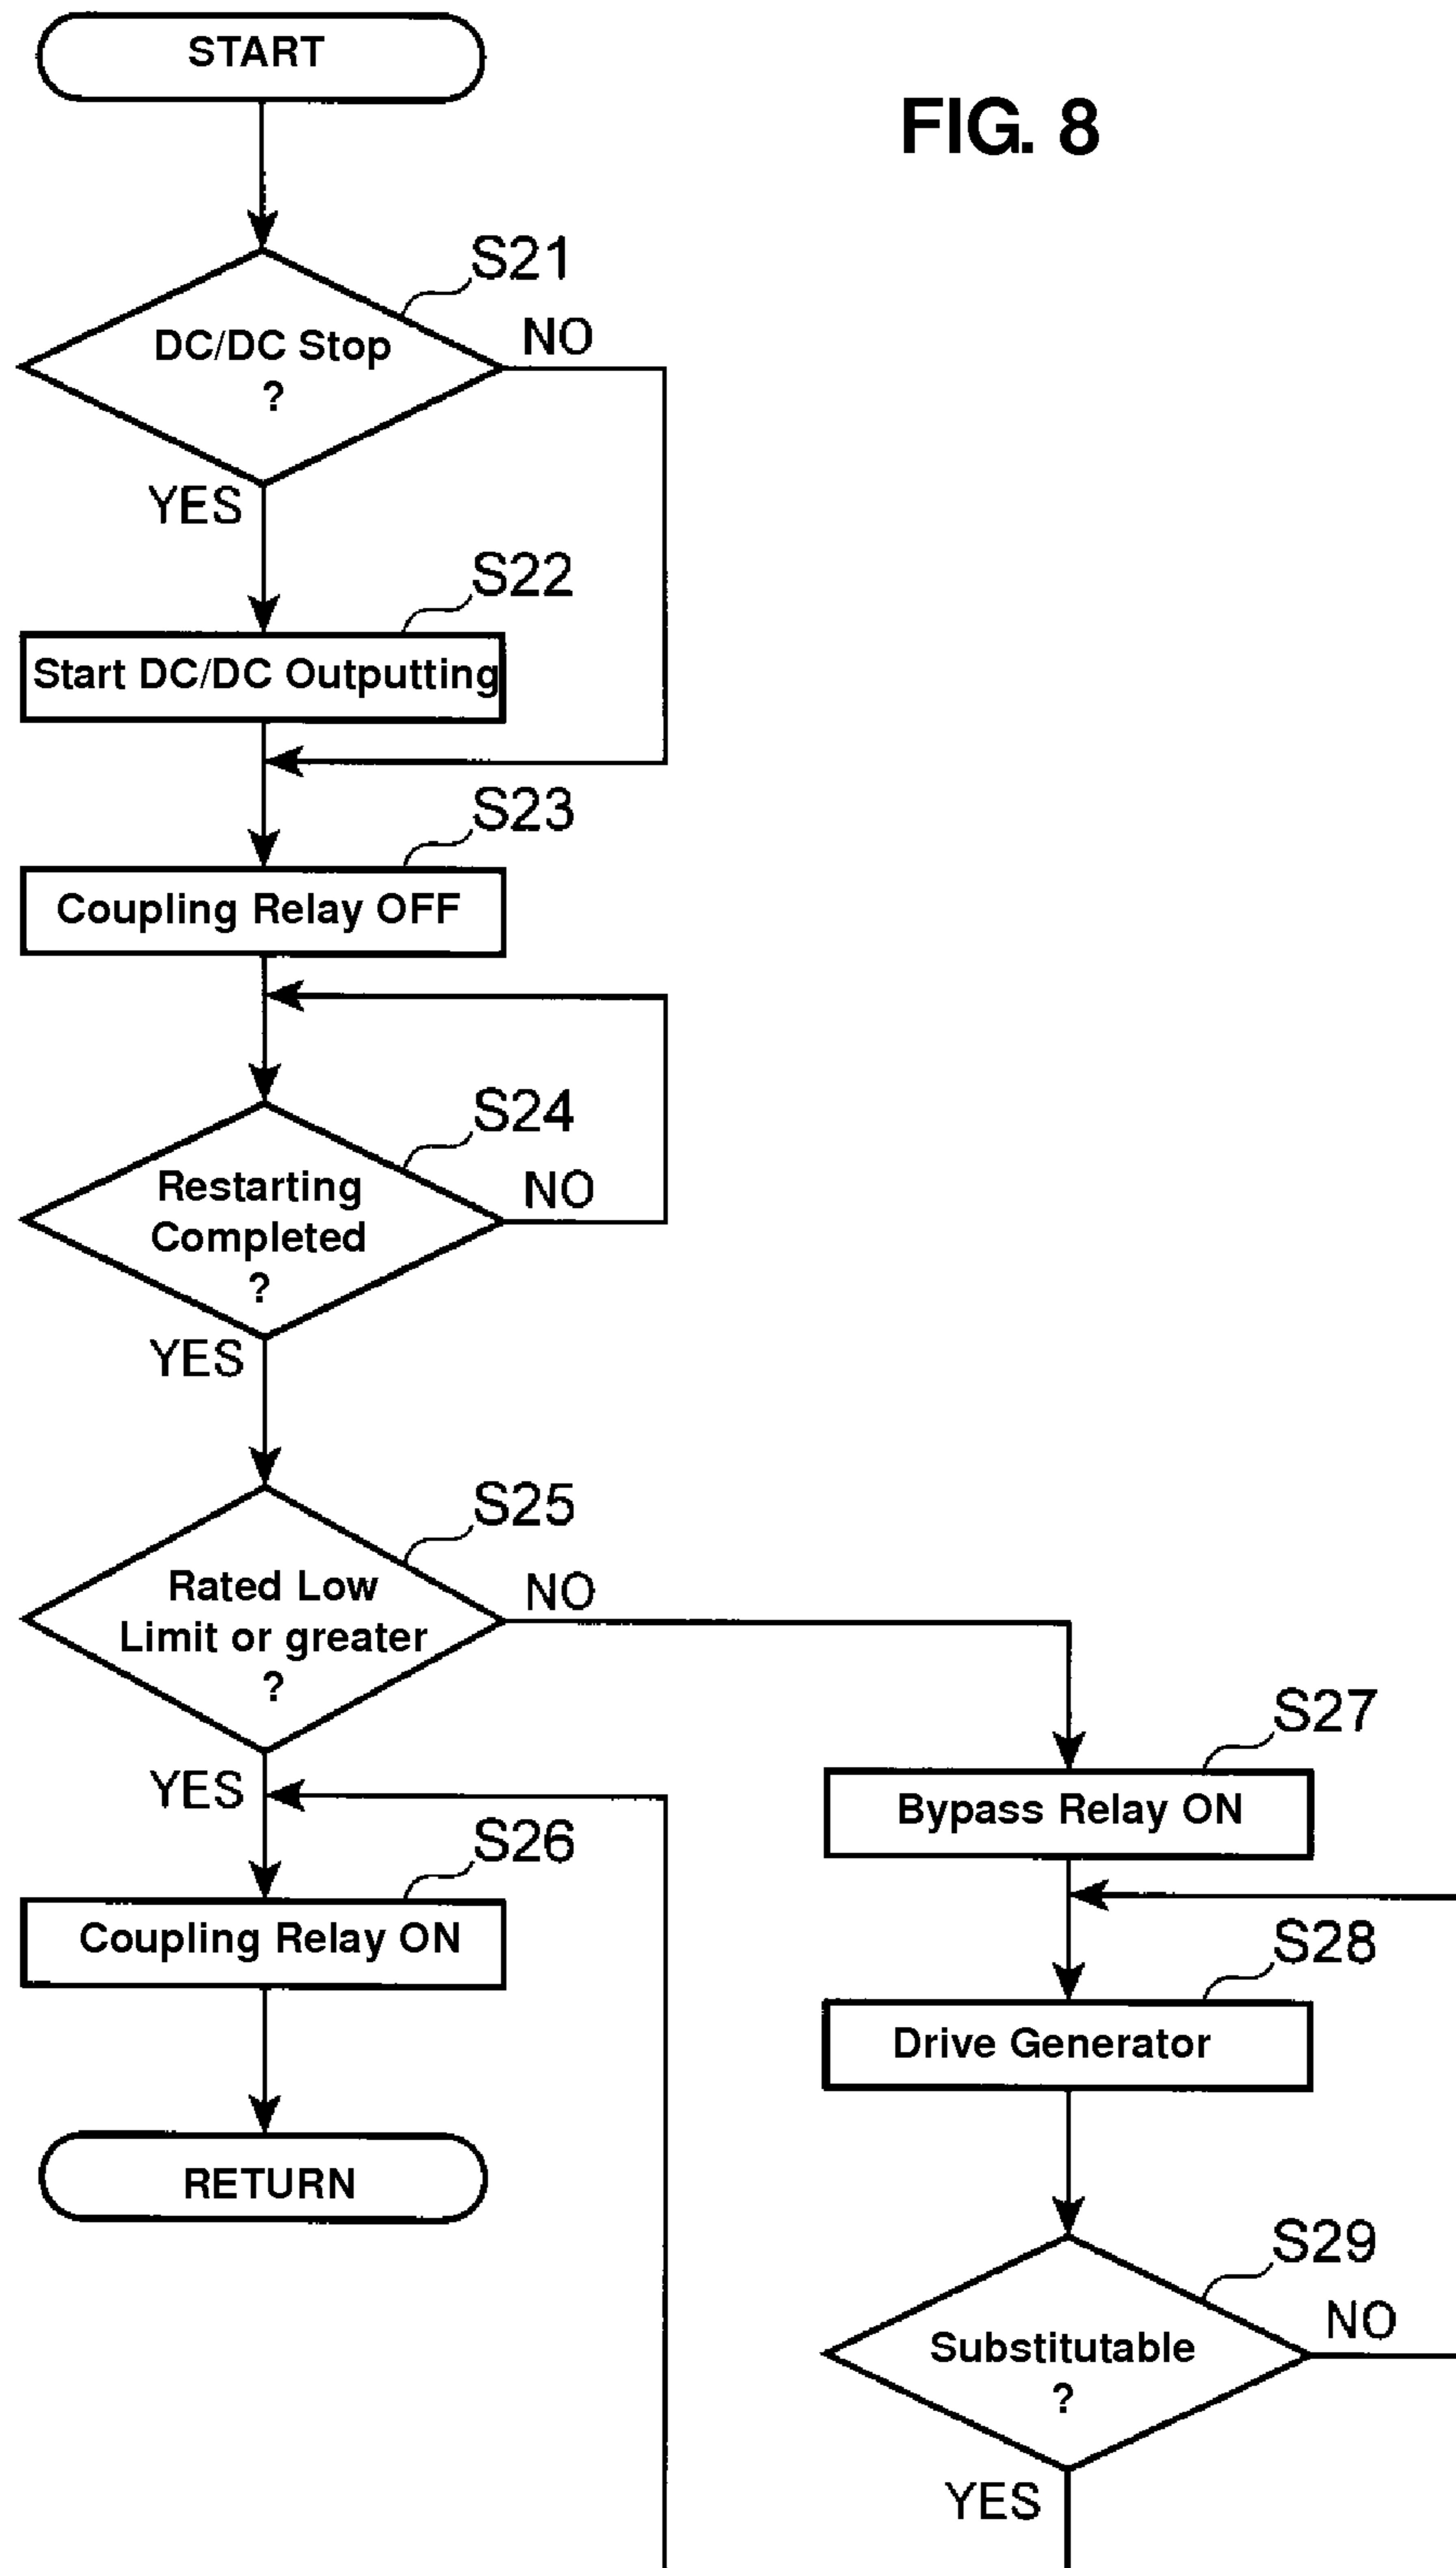 START
FIG. 8
S21
DC/DC Stop
?
NO
YES
S22
Start DC/DC Outputting
S23
Coupling Relay OFF
S24
Restarting
Completed
?
NO
YES
S25
Rated Low
Limit or greater
?
NO
YES
S26
Coupling Relay ON
RETURN
S27
Bypass Relay ON
S28
Drive Generator
S29
Substitutable
?
NO
YES